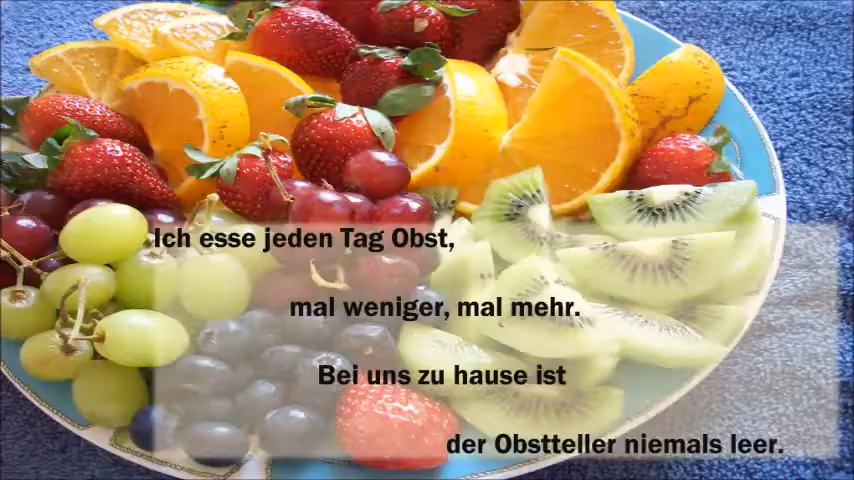 Ich esse jeden Tag Obst,
mal weniger, mal mehr.
Bei uns zu hause ist
der Obstteller niemals leer.